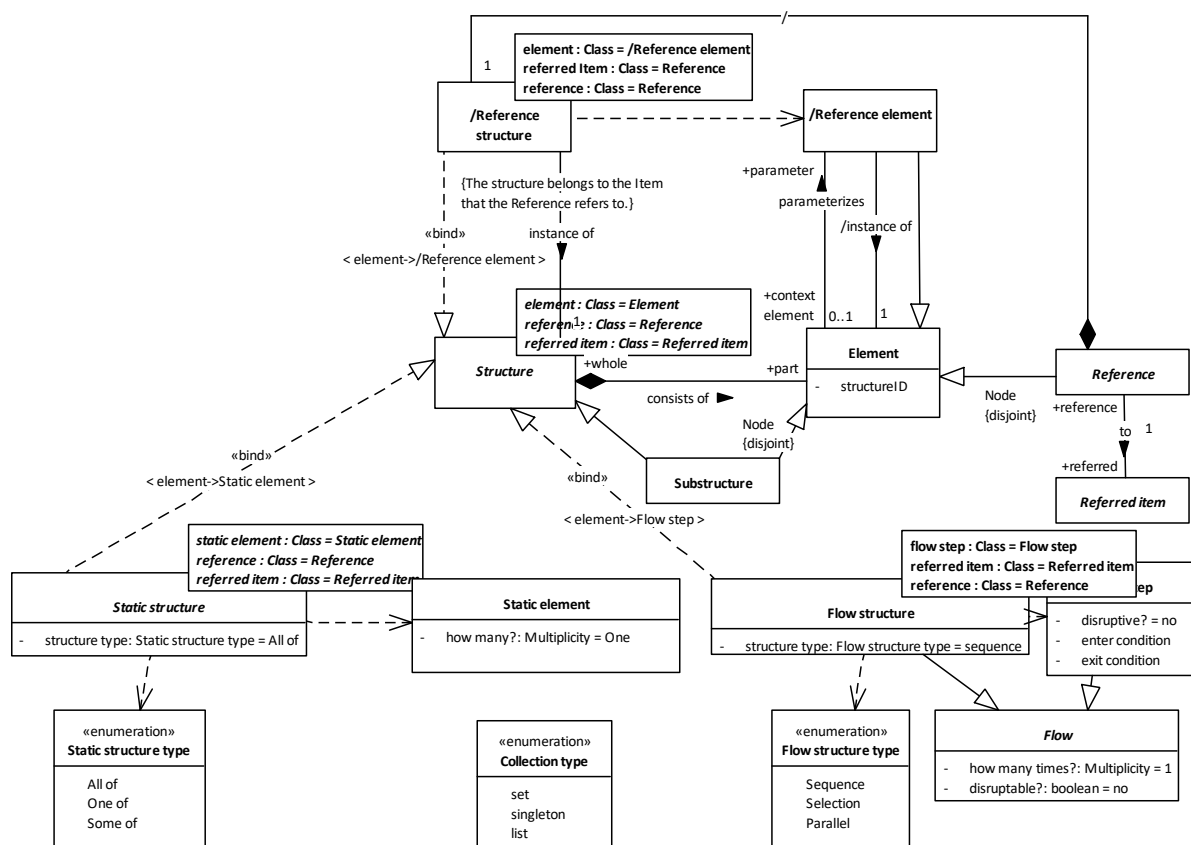 /
element : Class = /Reference element
referred Item : Class = Reference
reference : Class = Reference
1
/Reference
structure
/Reference element
{The structure belongs to the Item
that the Reference refers to.}
+parameter
parameterizes
«bind»
instance of
/instance of
< element->/Reference element >
+context
element
0..1
1
element : Class = Element
reference : Class = Reference
referred item : Class = Referred item
1
Structure
+whole
consists of
+part
Element
- structureID
Reference
Node
{disjoint}
+reference
to
1
+referred
Referred item
Node
{disjoint}
Substructure
«bind»
< element->Static element >
«bind»
< element->Flow step >
static element : Class = Static element
reference : Class = Reference
referred item : Class = Referred item
flow step : Class = Flow step
referred item : Class = Referred item
reference : Class = Reference
Static structure
- structure type: Static structure type = All of
Static element
- how many?: Multiplicity = One
Flow structure
- structure type: Flow structure type = sequence
ep
- disruptive? = no
- enter condition
- exit condition
«enumeration»
Static structure type
All of
One of
Some of
«enumeration»
Collection type
set
singleton
list
«enumeration»
Flow structure type
Sequence
Selection
Parallel
Flow
- how many times?: Multiplicity = 1
- disruptable?: boolean = no